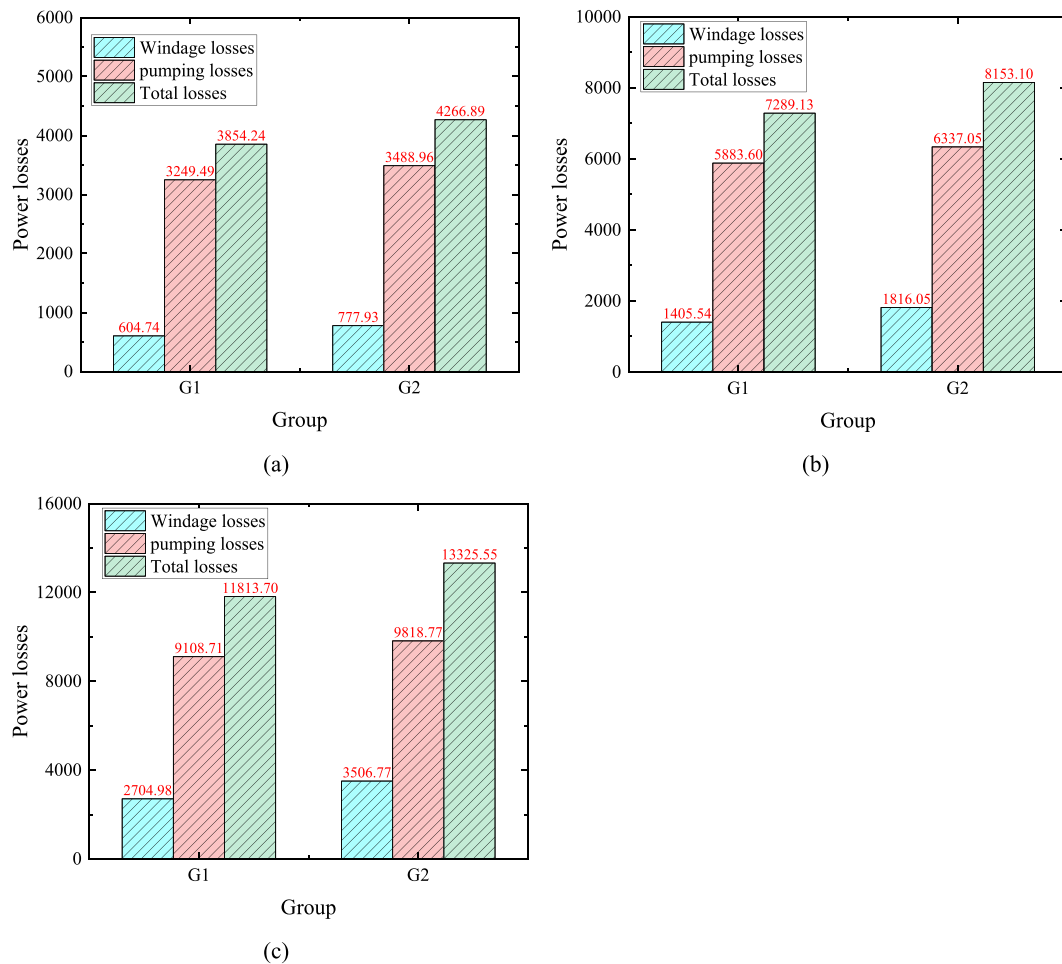 6000
5000
4000
3000
2000
1000
0
Power losses
Windage losses
pumping losses
Total losses
604.74
3249.49
3854.24
777.93
3488.96
4266.89
G1
G2
Group
(a)
10000
8000
6000
4000
2000
0
Power losses
Windage losses
pumping losses
Total losses
1405.54
5883.60
7289.13
1816.05
6337.05
8153.10
G1
G2
Group
(b)
16000
12000
8000
4000
0
Power losses
Windage losses
pumping losses
Total losses
2704.98
9108.71
11813.70
3506.77
9818.77
13325.55
G1
G2
Group
(c)